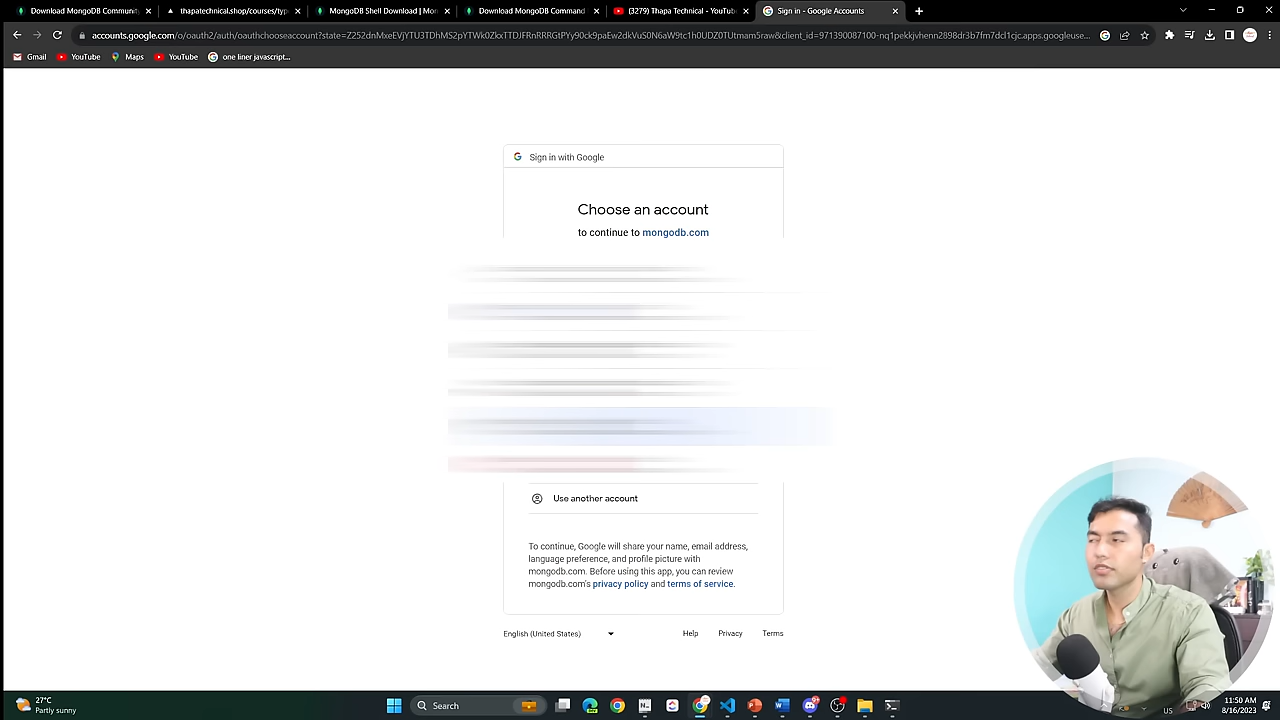 Download MongoDB Communit
thapatechnical.shop/courses/typ
MongoDB Shell Download | Mon
Download MongoDB Command
(3279) Thapa Technical - YouTube
Sign in - Google Accounts
Gmail
YouTube
Maps
YouTube
one liner javascript...
Sign in with Google
Choose an account
to continue to mongodb.com
Use another account
To continue, Google will share your name, email address,
language preference, and profile picture with
mongodb.com. Before using this app, you can review
mongodb.com's privacy policy and terms of service.
English (United States)
Help
Privacy
Terms
27°C
Partly sunny
Search
US
11:50 AM
8/16/2023